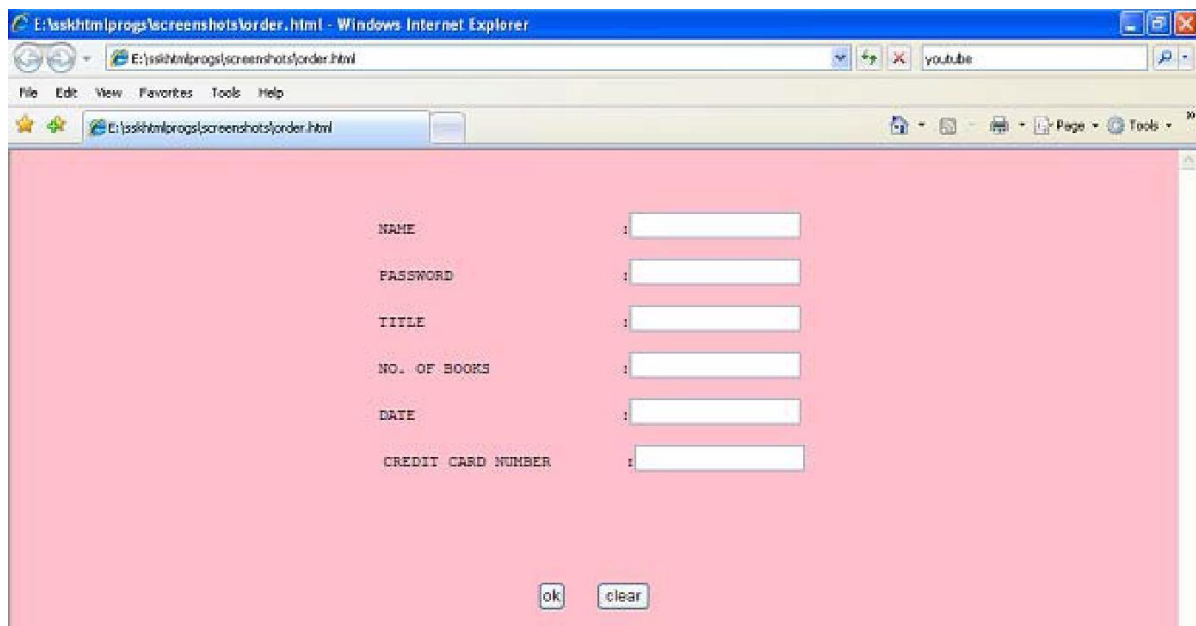 E:\sskhtmlprogs\screenshots\order.html - Windows Internet Explorer
E:\sskhtmlprogs\screenshots\order.html youtube
File Edit View Favorites Tools Help
E:\sskhtmlprogs\screenshots\order.html Page Tools
NAME :
PASSWORD :
TITLE :
NO. OF BOOKS :
DATE :
CREDIT CARD NUMBER :
ok clear